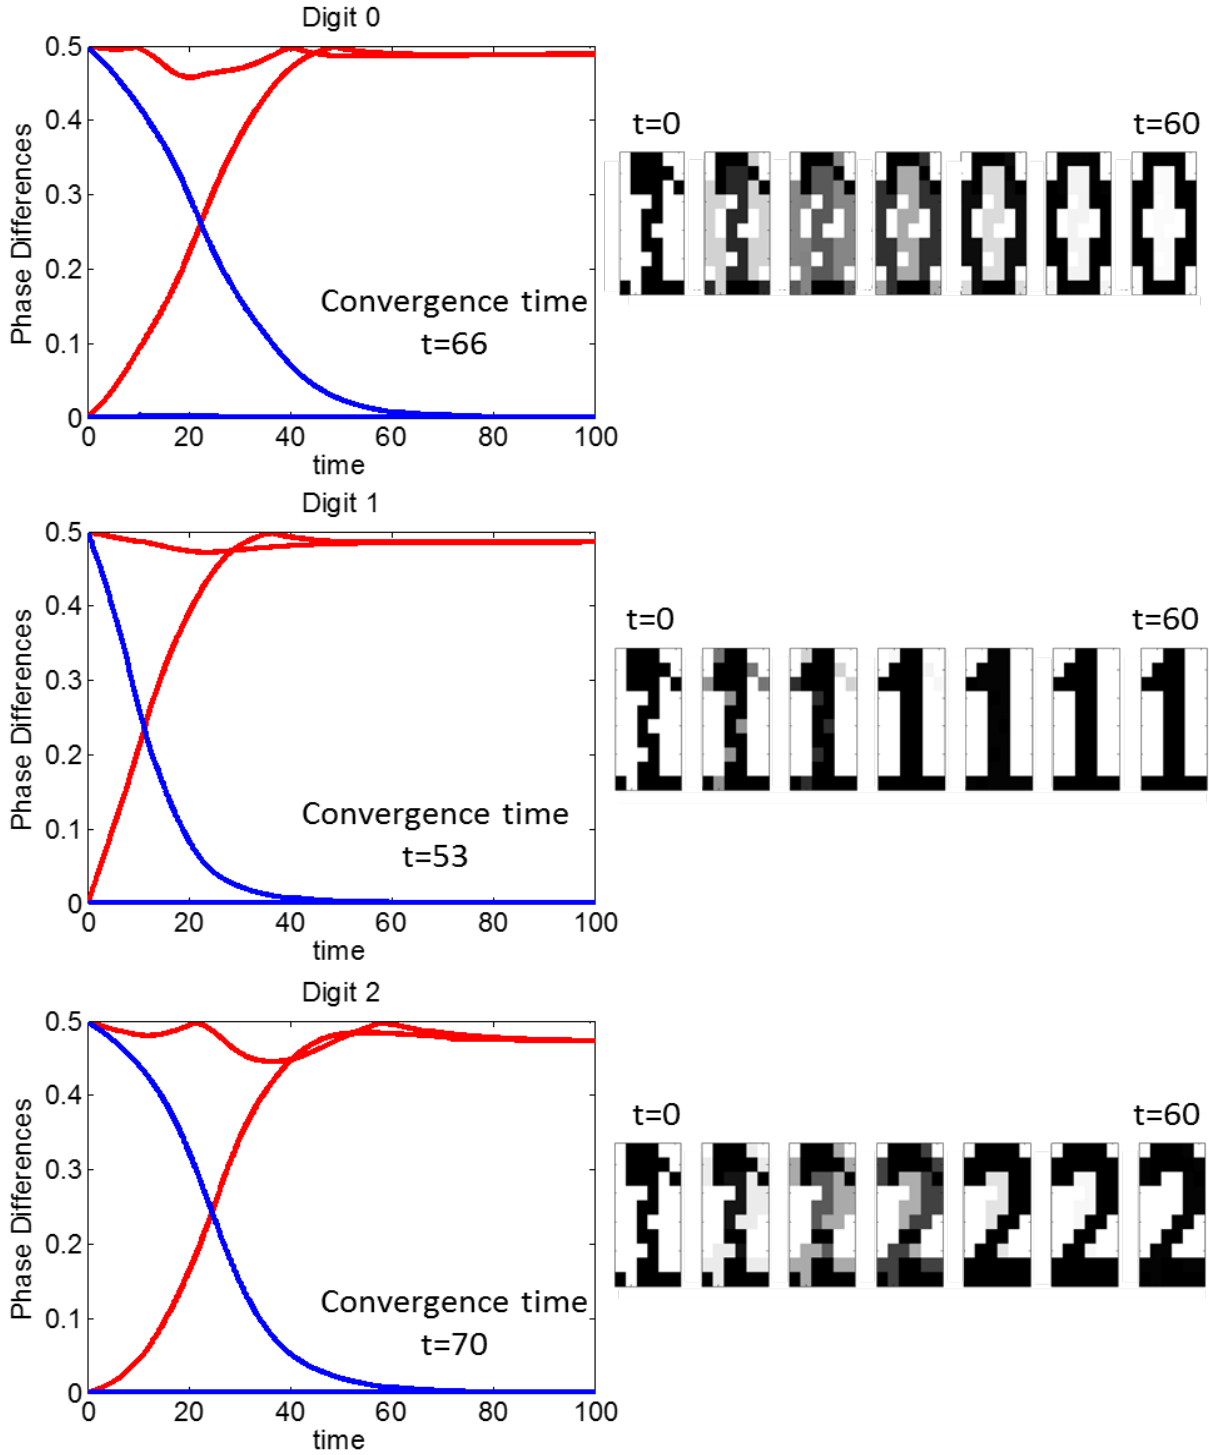 Digit 0
Phase Differences
0.5
0.4
0.3
0.2
0.1
0
0 20 40 60 80 100
time
Convergence time
t=66
t=0 t=60
Digit 1
Phase Differences
0.5
0.4
0.3
0.2
0.1
0
0 20 40 60 80 100
time
Convergence time
t=53
t=0 t=60
Digit 2
Phase Differences
0.5
0.4
0.3
0.2
0.1
0
0 20 40 60 80 100
time
Convergence time
t=70
t=0 t=60